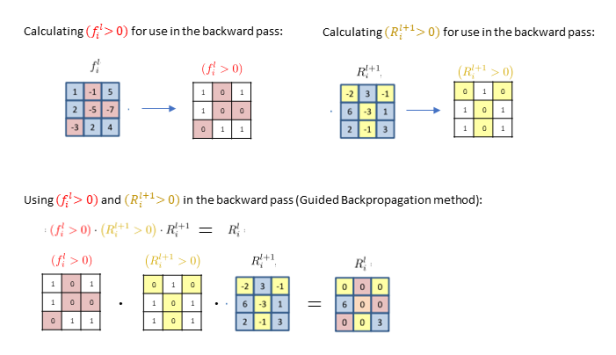 Calculating (f_i^l > 0) for use in the backward pass:
Calculating (R_i^{l+1} > 0) for use in the backward pass:
f_i^l
(f_i^l > 0)
R_i^{l+1}
(R_i^{l+1} > 0)
1 -1 5
2 -5 -7
-3 2 4
1 0 1
1 0 0
0 1 1
-2 3 -1
6 -3 1
2 -1 3
0 1 0
1 0 1
1 0 1
Using (f_i^l > 0) and (R_i^{l+1} > 0) in the backward pass (Guided Backpropagation method):
(f_i^l > 0) · (R_i^{l+1} > 0) · R_i^{l+1} = R_i^l
(f_i^l > 0)
(R_i^{l+1} > 0)
R_i^{l+1}
R_i^l
1 0 1
1 0 0
0 1 1
·
0 1 0
1 0 1
1 0 1
·
-2 3 -1
6 -3 1
2 -1 3
=
0 0 0
6 0 0
0 0 3